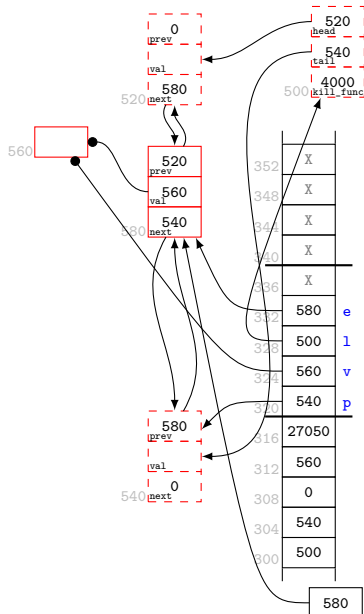 0
prev
val
520
580
next
520
head
540
tail
500
4000
kill_func
560
520
prev
560
val
580
540
next
352
X
348
X
344
X
340
X
336
X
332
580
e
328
500
l
324
560
v
320
540
p
580
prev
val
540
0
next
316
27050
312
560
308
0
304
540
300
500
580